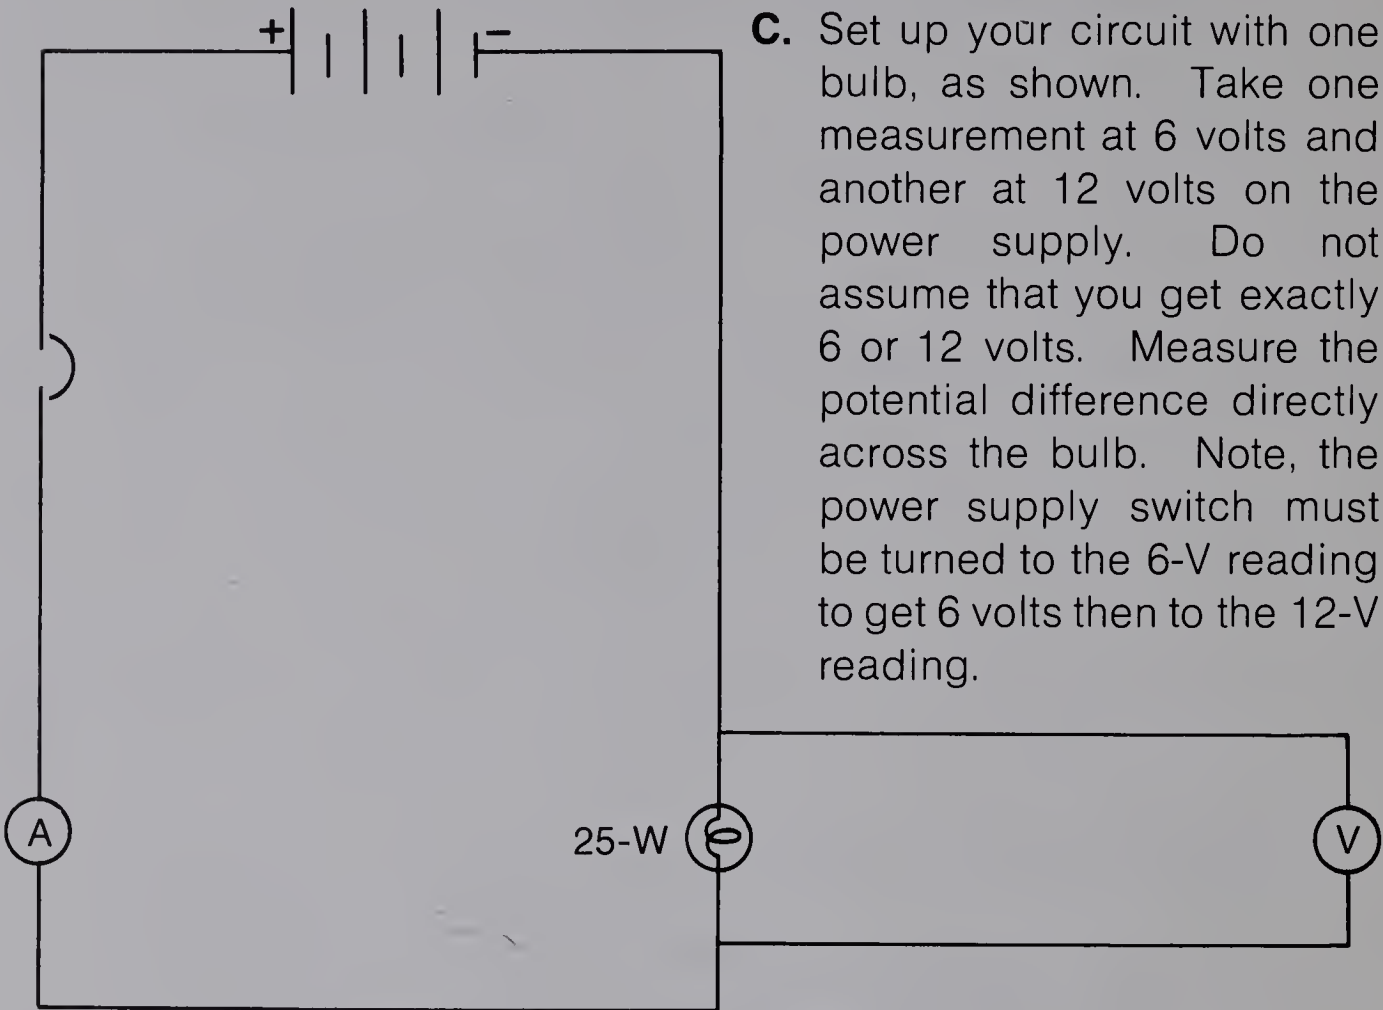 + −
C. Set up your circuit with one
bulb, as shown. Take one
measurement at 6 volts and
another at 12 volts on the
power supply. Do not
assume that you get exactly
6 or 12 volts. Measure the
potential difference directly
across the bulb. Note, the
power supply switch must
be turned to the 6-V reading
to get 6 volts then to the 12-V
reading.
A
25-W
V